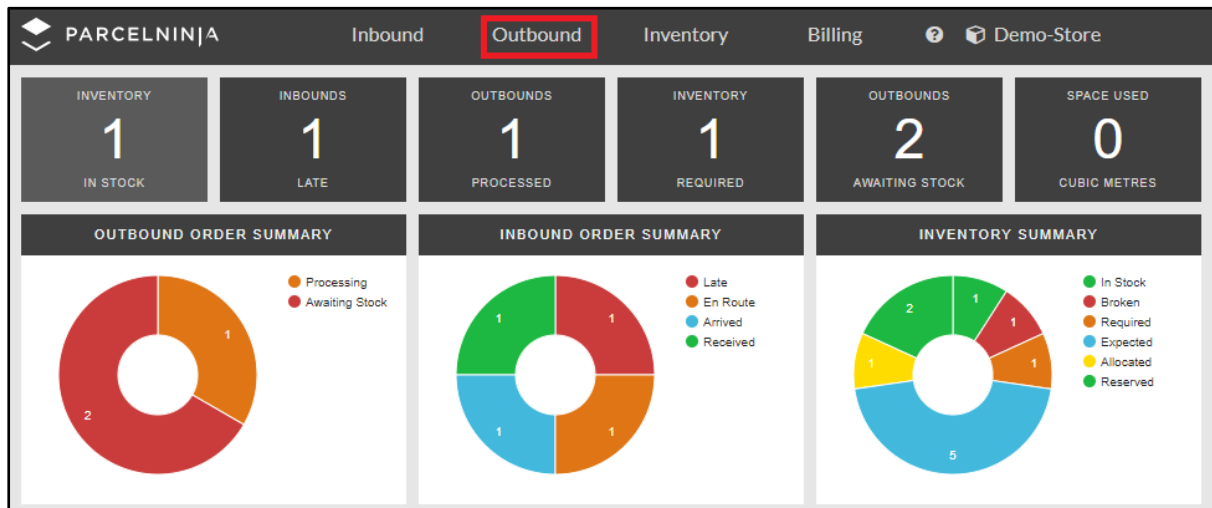 PARCELNINJA Inbound Outbound Inventory Billing ? Demo-Store
INVENTORY
1
IN STOCK
INBOUNDS
1
LATE
OUTBOUNDS
1
PROCESSED
INVENTORY
1
REQUIRED
OUTBOUNDS
2
AWAITING STOCK
SPACE USED
0
CUBIC METRES
OUTBOUND ORDER SUMMARY
Processing
Awaiting Stock
1
2
INBOUND ORDER SUMMARY
Late
En Route
Arrived
Received
1
1
1
1
INVENTORY SUMMARY
In Stock
Broken
Required
Expected
Allocated
Reserved
2
1
1
1
1
5